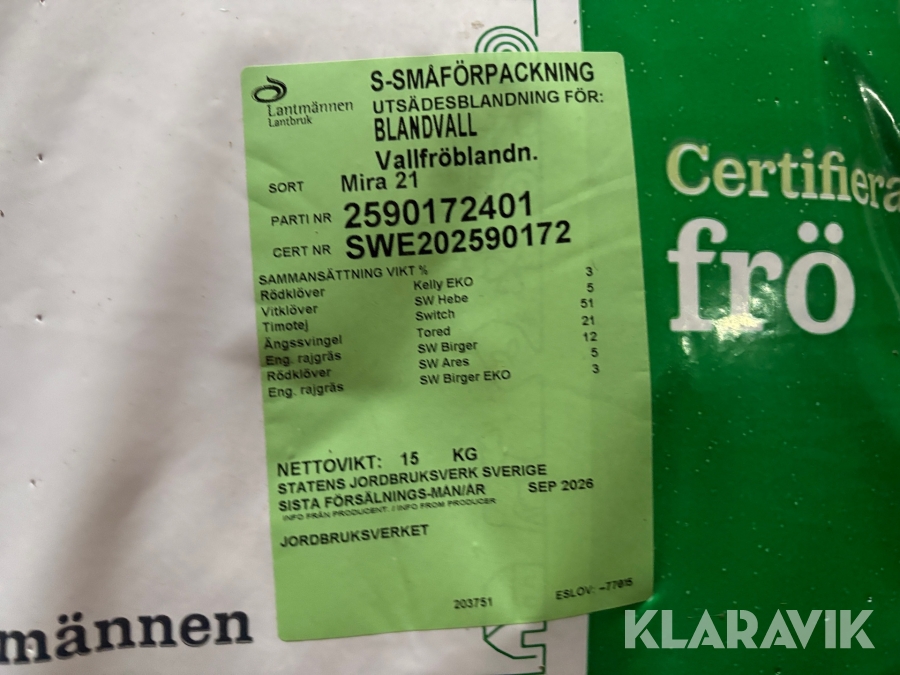 S-SMÅFÖRPACKNING
Lantmännen
Lantbruk
UTSÄDESBLANDNING FÖR:
BLANDVALL
Vallfröblandn.
SORT Mira 21
PARTI NR 2590172401
CERT NR SWE202590172
SAMMANSÄTTNING VIKT %
Rödklöver Kelly EKO 3
Vitklöver SW Hebe 5
Timotej Switch 51
Ängssvingel Tored 21
Eng. rajgräs SW Birger 12
Rödklöver SW Ares 5
Eng. rajgräs SW Birger EKO 3
NETTOVIKT: 15 KG
STATENS JORDBRUKSVERK SVERIGE
SISTA FÖRSÄLNINGS-MÅN/ÅR SEP 2026
INFO FRÅN PRODUCENT. / INFO FROM PRODUCER
JORDBRUKSVERKET
203751 ESLOV: -77015
Certifiera
frö
männen
KLARAVIK